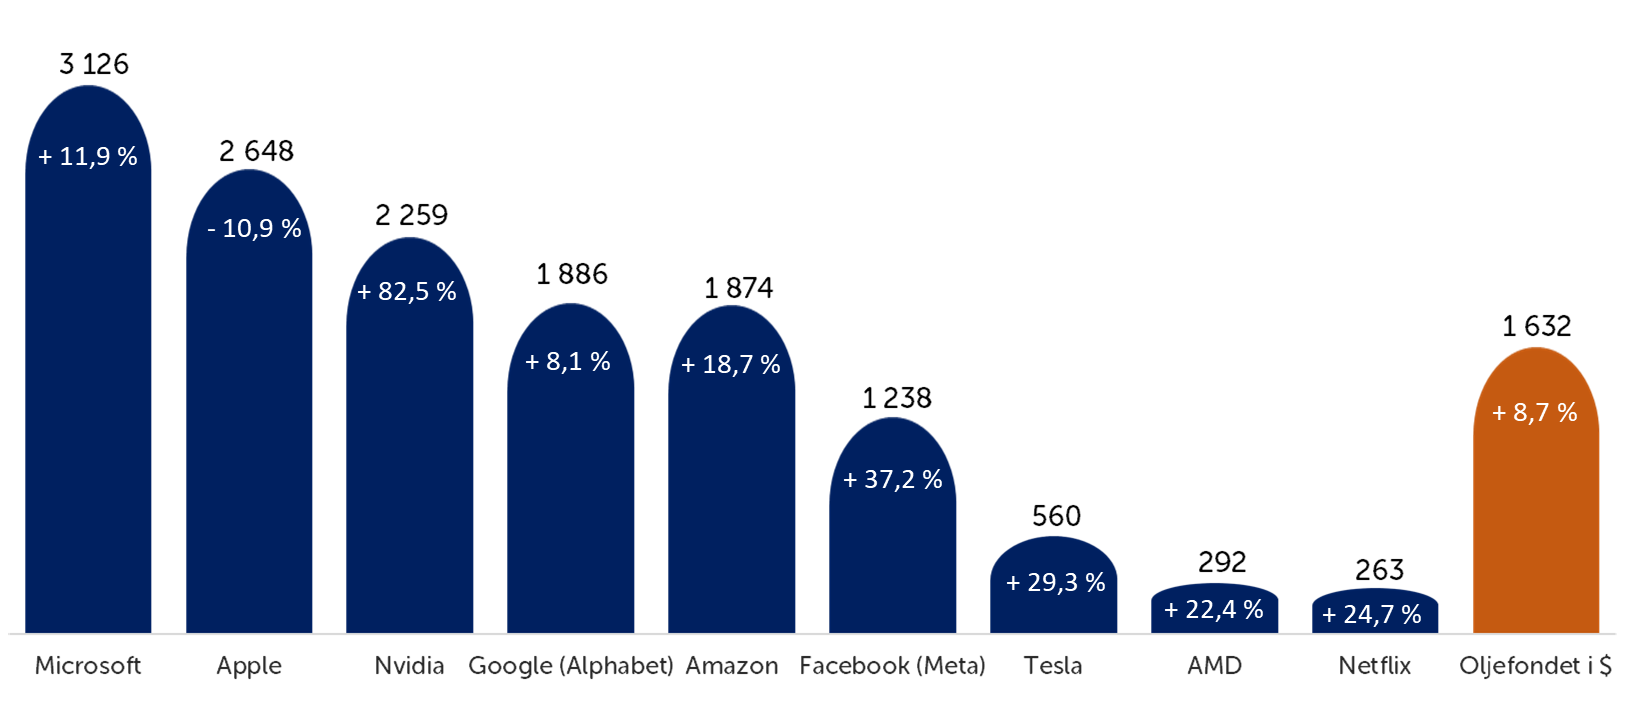 3 126
+ 11,9 %
2 648
- 10,9 %
2 259
+ 82,5 %
1 886
+ 8,1 %
1 874
+ 18,7 %
1 238
+ 37,2 %
560
+ 29,3 %
292
+ 22,4 %
263
+ 24,7 %
1 632
+ 8,7 %
Microsoft
Apple
Nvidia
Google (Alphabet)
Amazon
Facebook (Meta)
Tesla
AMD
Netflix
Oljefondet i $